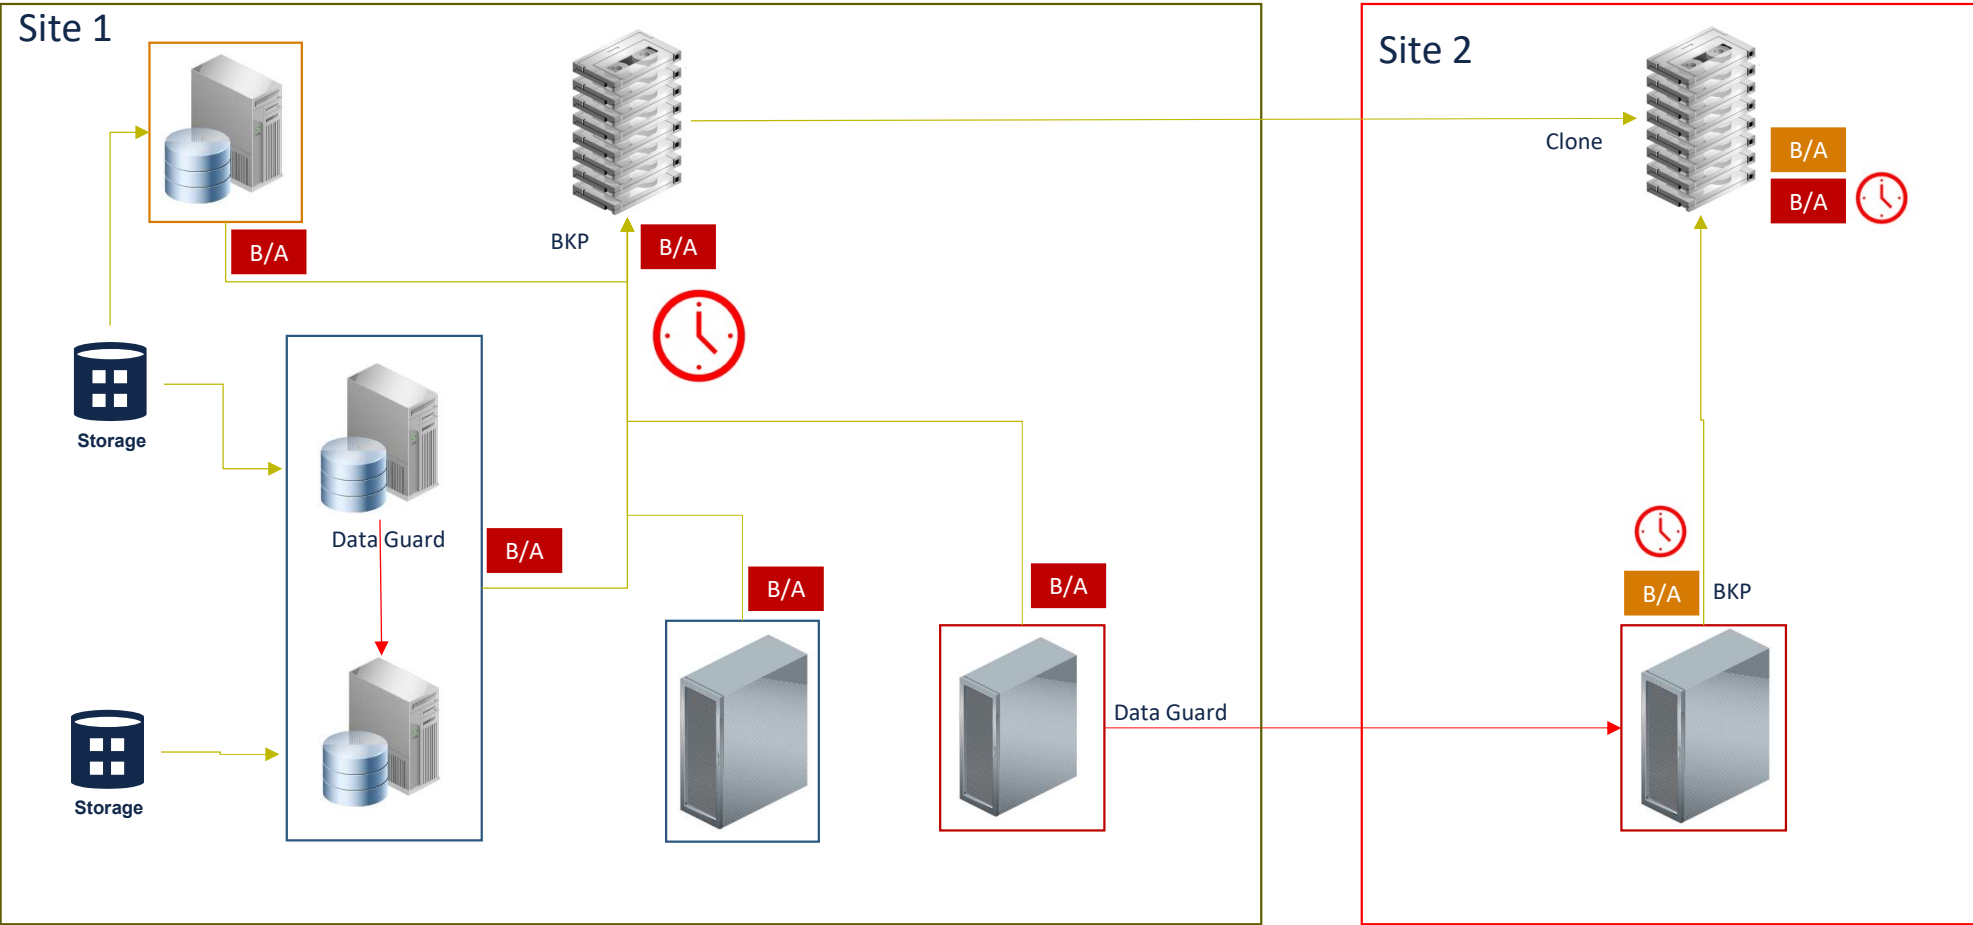 Site 1
Site 2
Clone
B/A
B/A
BKP
B/A
B/A
Storage
Data Guard
B/A
B/A
B/A
B/A
BKP
Data Guard
Storage